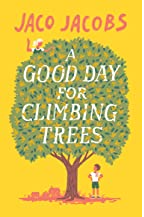 JACO JACOBS
A
GOOD DAY
FOR
CLIMBING
TREES